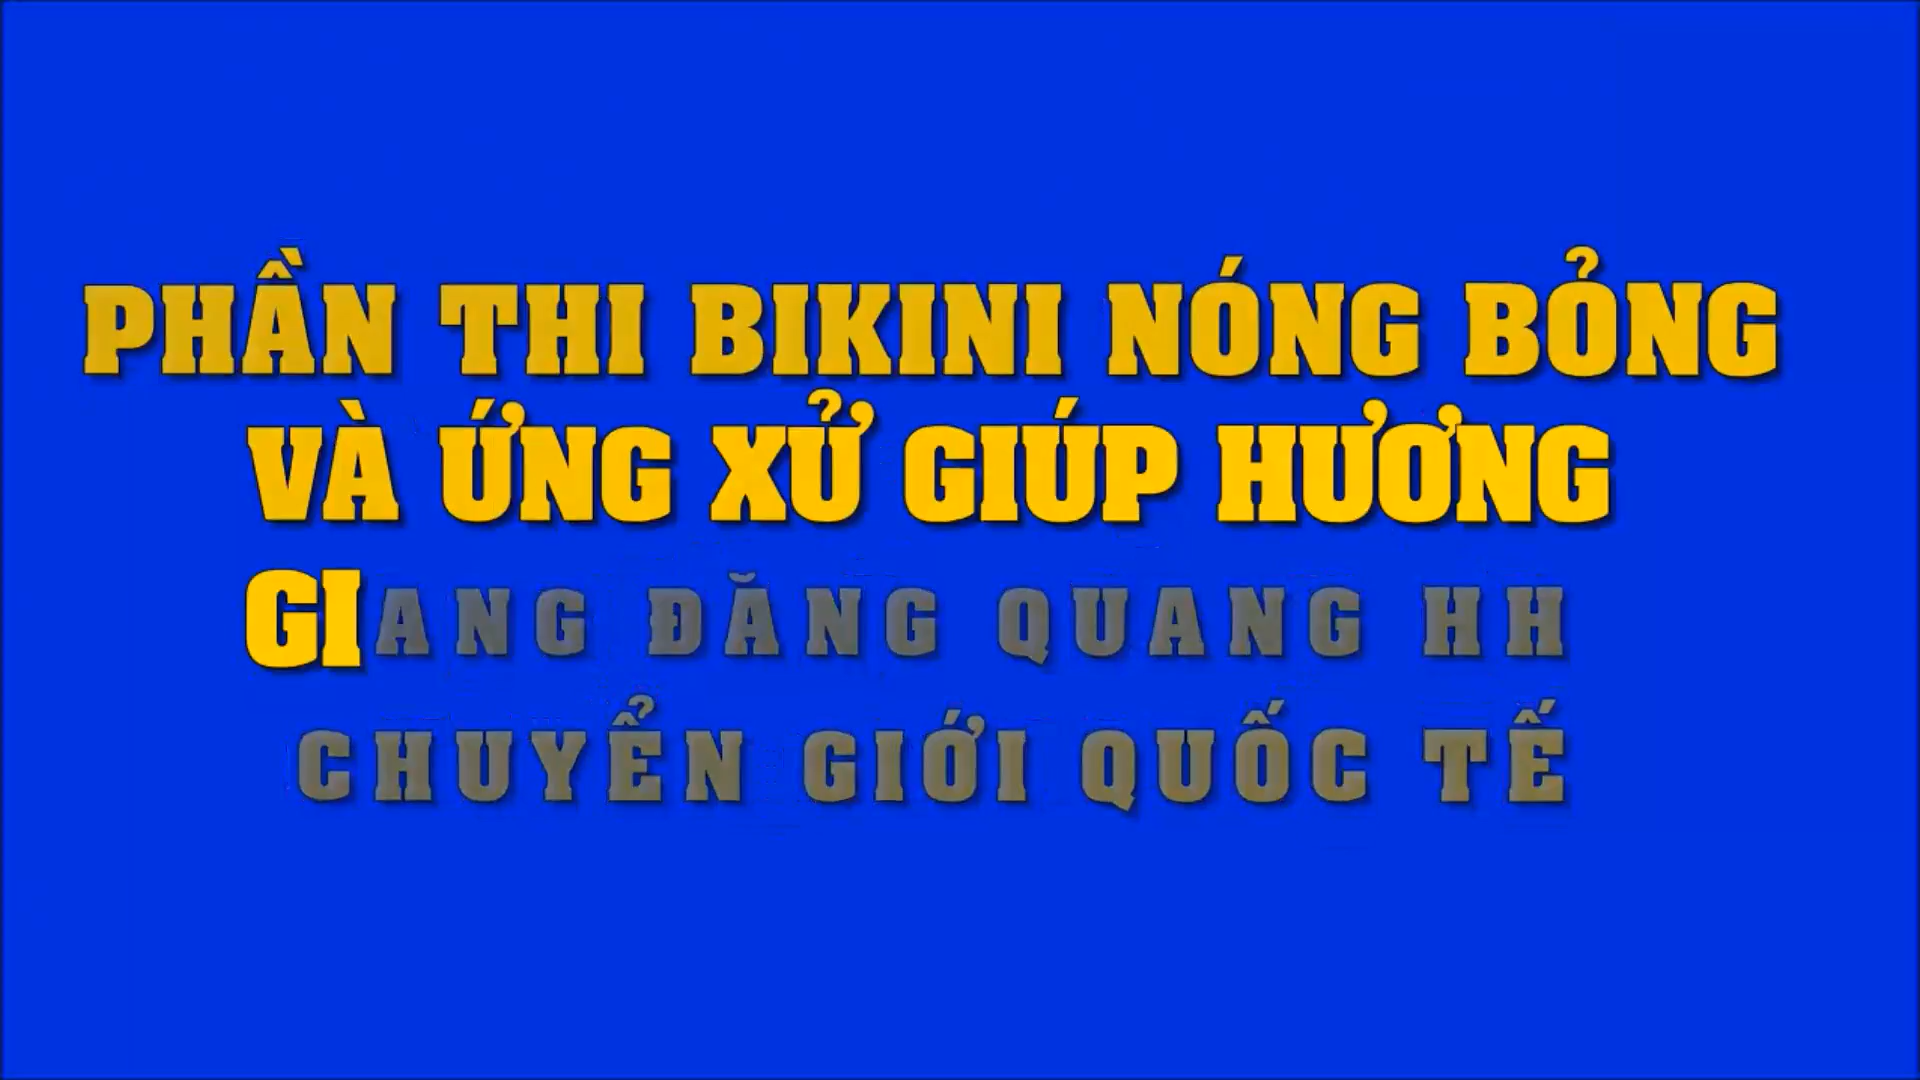 PHẦN THI BIKINI NÓNG BỎNG
VÀ ỨNG XỬ GIÚP HƯƠNG
GIANG ĐĂNG QUANG HH
CHUYỂN GIỚI QUỐC TẾ